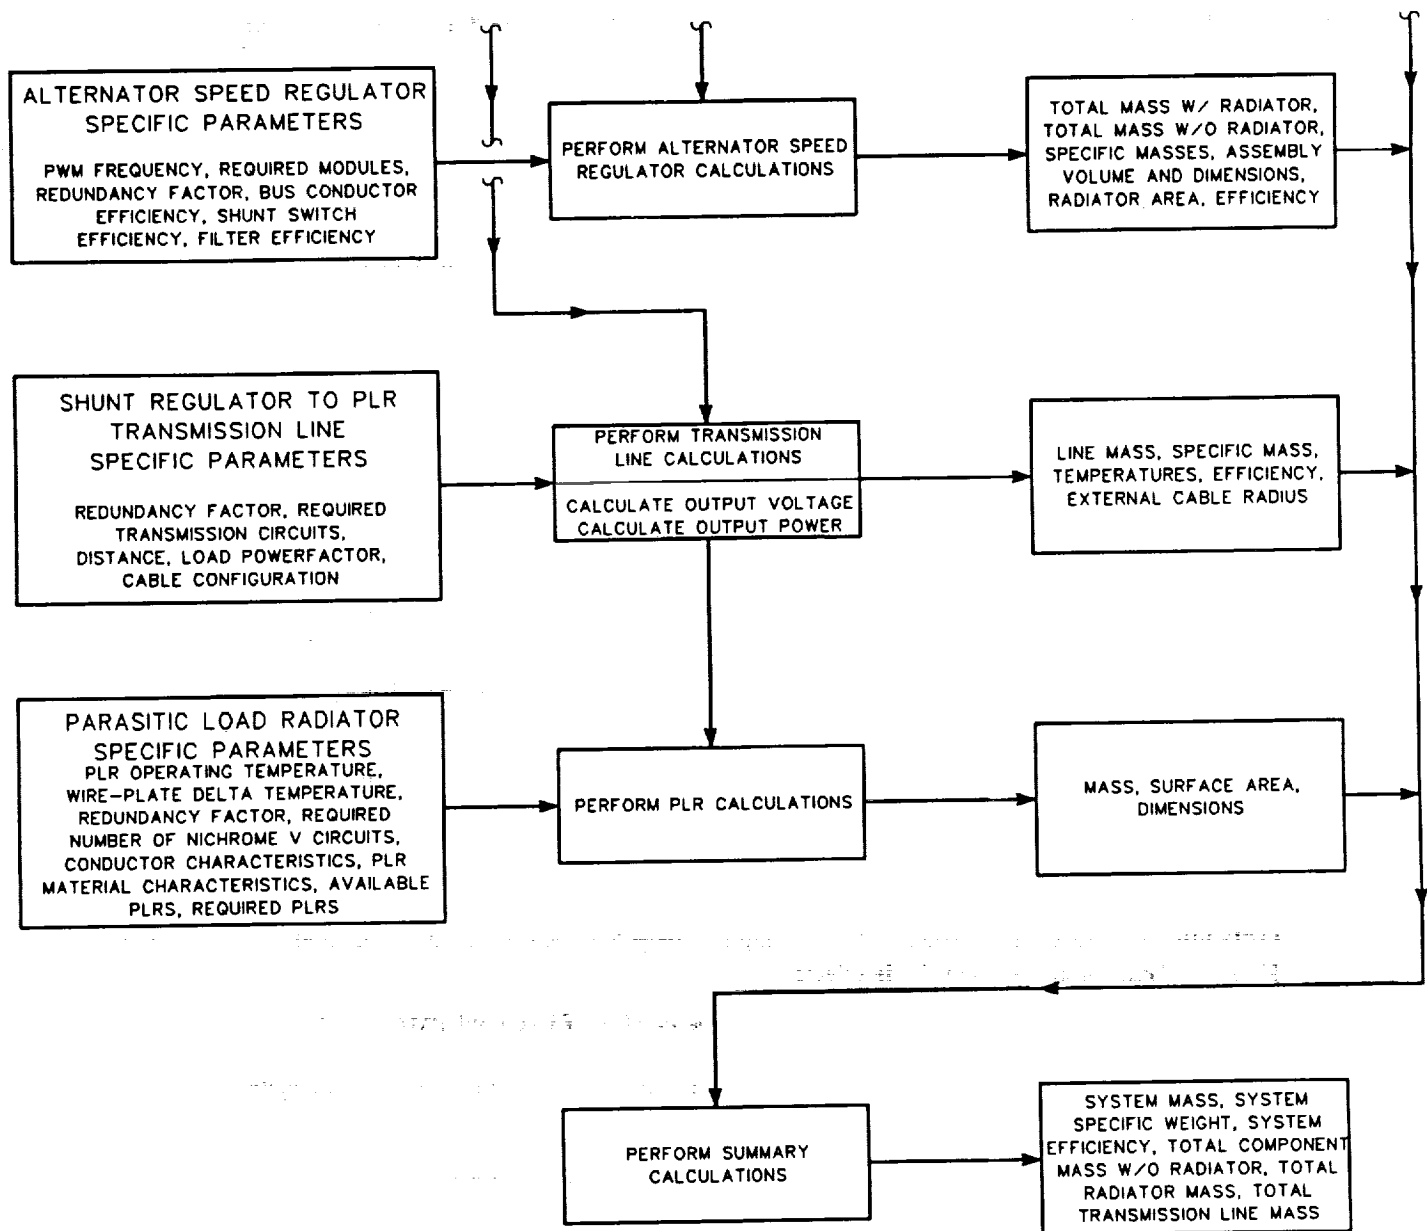 ALTERNATOR SPEED REGULATOR
SPECIFIC PARAMETERS
PWM FREQUENCY, REQUIRED MODULES,
REDUNDANCY FACTOR, BUS CONDUCTOR
EFFICIENCY, SHUNT SWITCH
EFFICIENCY, FILTER EFFICIENCY
PERFORM ALTERNATOR SPEED
REGULATOR CALCULATIONS
TOTAL MASS W/ RADIATOR,
TOTAL MASS W/O RADIATOR,
SPECIFIC MASSES, ASSEMBLY
VOLUME AND DIMENSIONS,
RADIATOR AREA, EFFICIENCY
SHUNT REGULATOR TO PLR
TRANSMISSION LINE
SPECIFIC PARAMETERS
REDUNDANCY FACTOR, REQUIRED
TRANSMISSION CIRCUITS,
DISTANCE, LOAD POWERFACTOR,
CABLE CONFIGURATION
PERFORM TRANSMISSION
LINE CALCULATIONS
CALCULATE OUTPUT VOLTAGE
CALCULATE OUTPUT POWER
LINE MASS, SPECIFIC MASS,
TEMPERATURES, EFFICIENCY,
EXTERNAL CABLE RADIUS
PARASITIC LOAD RADIATOR
SPECIFIC PARAMETERS
PLR OPERATING TEMPERATURE,
WIRE-PLATE DELTA TEMPERATURE,
REDUNDANCY FACTOR, REQUIRED
NUMBER OF NICHROME V CIRCUITS,
CONDUCTOR CHARACTERISTICS, PLR
MATERIAL CHARACTERISTICS, AVAILABLE
PLRS, REQUIRED PLRS
PERFORM PLR CALCULATIONS
MASS, SURFACE AREA,
DIMENSIONS
PERFORM SUMMARY
CALCULATIONS
SYSTEM MASS, SYSTEM
SPECIFIC WEIGHT, SYSTEM
EFFICIENCY, TOTAL COMPONENT
MASS W/O RADIATOR, TOTAL
RADIATOR MASS, TOTAL
TRANSMISSION LINE MASS